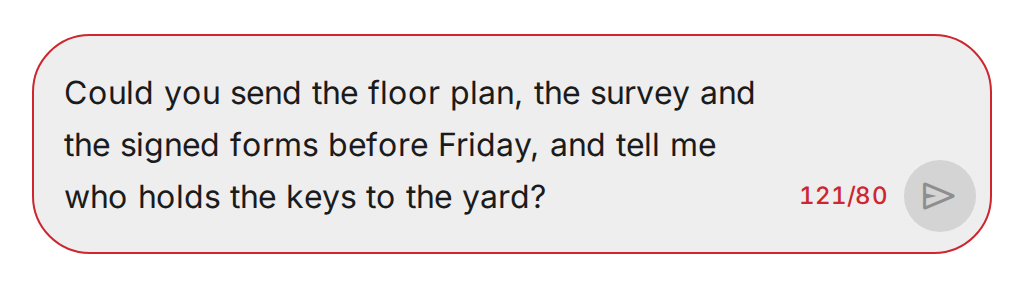 Could you send the floor plan, the survey and
the signed forms before Friday, and tell me
who holds the keys to the yard?
121/80